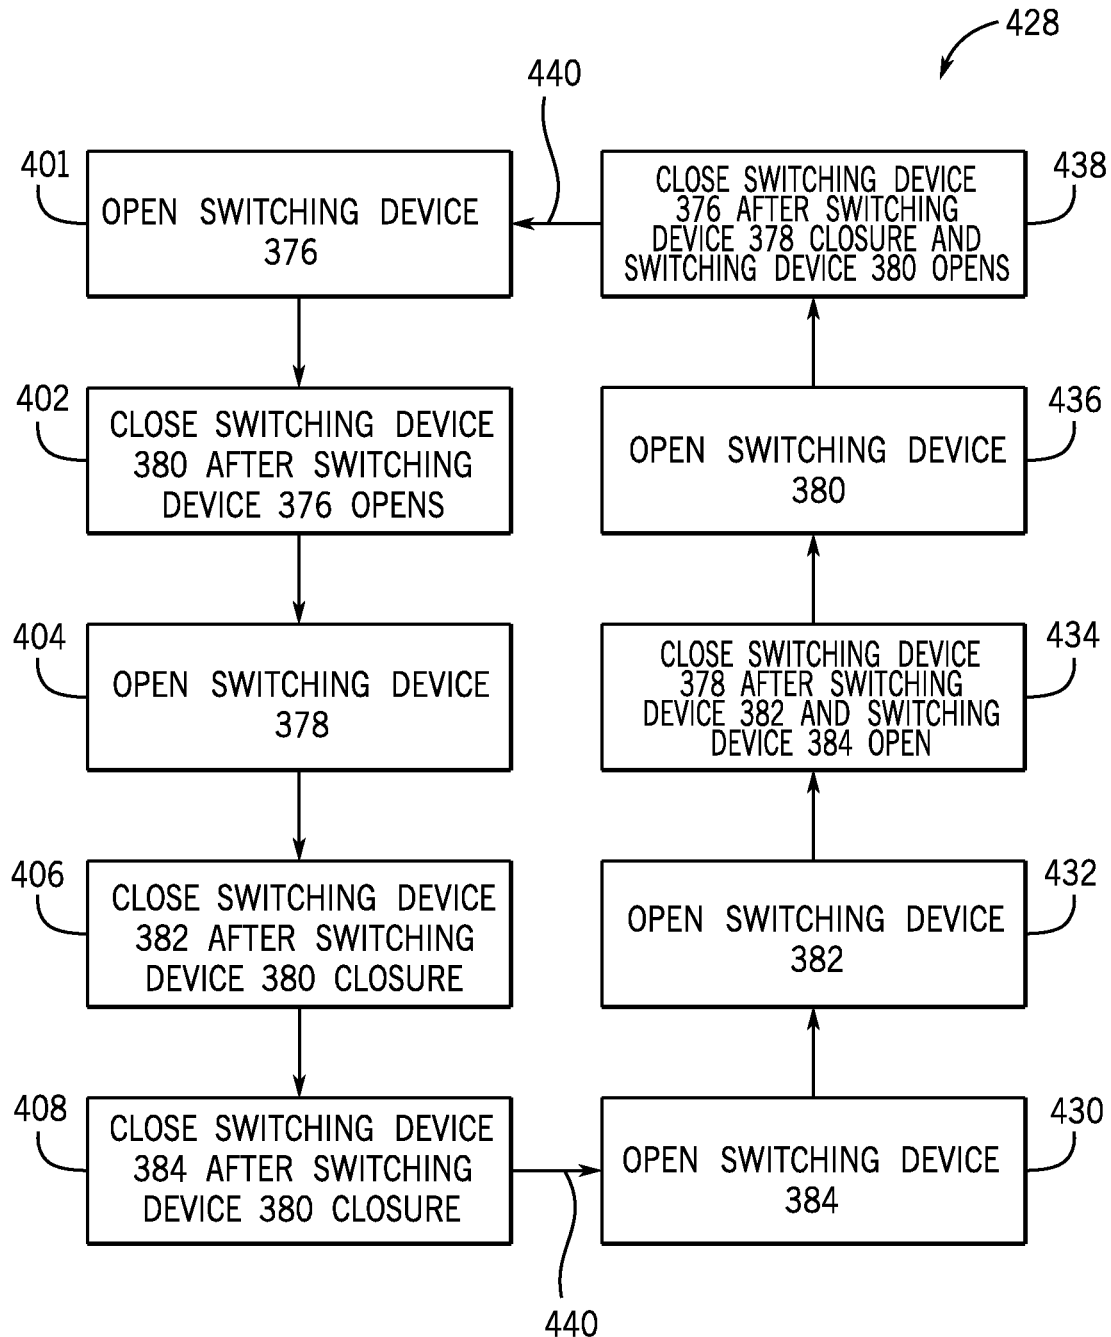 428
440
401
OPEN SWITCHING DEVICE
376
438
CLOSE SWITCHING DEVICE
376 AFTER SWITCHING
DEVICE 378 CLOSURE AND
SWITCHING DEVICE 380 OPENS
402
CLOSE SWITCHING DEVICE
380 AFTER SWITCHING
DEVICE 376 OPENS
436
OPEN SWITCHING DEVICE
380
404
OPEN SWITCHING DEVICE
378
434
CLOSE SWITCHING DEVICE
378 AFTER SWITCHING
DEVICE 382 AND SWITCHING
DEVICE 384 OPEN
406
CLOSE SWITCHING DEVICE
382 AFTER SWITCHING
DEVICE 380 CLOSURE
432
OPEN SWITCHING DEVICE
382
408
CLOSE SWITCHING DEVICE
384 AFTER SWITCHING
DEVICE 380 CLOSURE
430
OPEN SWITCHING DEVICE
384
440